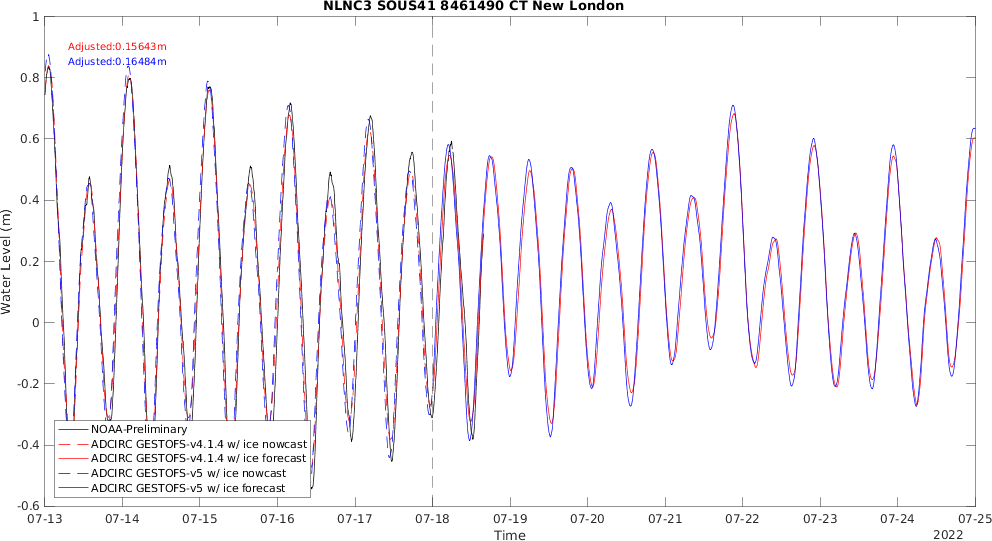 NLNC3 SOUS41 8461490 CT New London
Adjusted:0.15643m
Adjusted:0.16484m
Water Level (m)
1
0.8
0.6
0.4
0.2
0
-0.2
-0.4
-0.6
NOAA-Preliminary
ADCIRC GESTOFS-v4.1.4 w/ ice nowcast
ADCIRC GESTOFS-v4.1.4 w/ ice forecast
ADCIRC GESTOFS-v5 w/ ice nowcast
ADCIRC GESTOFS-v5 w/ ice forecast
07-13 07-14 07-15 07-16 07-17 07-18 07-19 07-20 07-21 07-22 07-23 07-24 07-25
Time
2022